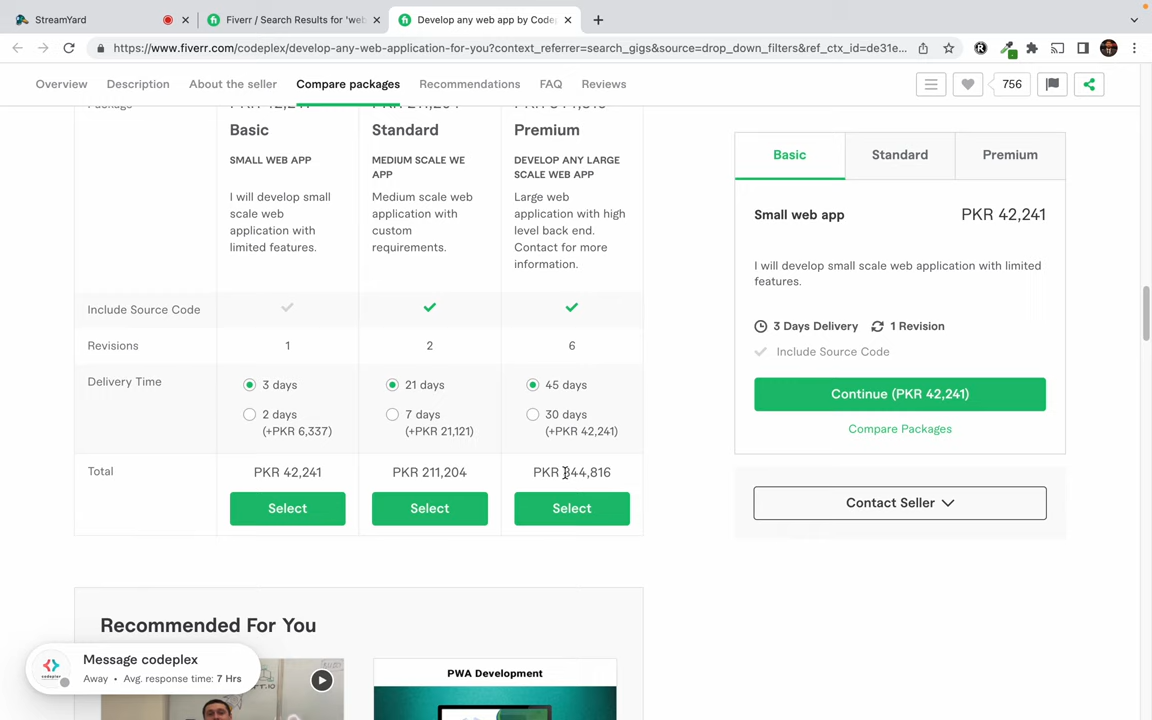 StreamYard
Fiverr / Search Results for 'web
Develop any web app by Codep
https://www.fiverr.com/codeplex/develop-any-web-application-for-you?context_referrer=search_gigs&source=drop_down_filters&ref_ctx_id=de31e...
Overview Description About the seller Compare packages Recommendations FAQ Reviews 756
Package
Basic Standard Premium
SMALL WEB APP
MEDIUM SCALE WE APP
DEVELOP ANY LARGE SCALE WEB APP
I will develop small
scale web
application with
limited features.
Medium scale web
application with
custom
requirements.
Large web
application with high
level back end.
Contact for more
information.
Include Source Code
Revisions 1 2 6
Delivery Time
3 days 21 days 45 days
2 days 7 days 30 days
(+PKR 6,337) (+PKR 21,121) (+PKR 42,241)
Total PKR 42,241 PKR 211,204 PKR 844,816
Select Select Select
Basic Standard Premium
Small web app PKR 42,241
I will develop small scale web application with limited
features.
3 Days Delivery 1 Revision
Include Source Code
Continue (PKR 42,241)
Compare Packages
Contact Seller
Recommended For You
PWA Development
Message codeplex
Away • Avg. response time: 7 Hrs